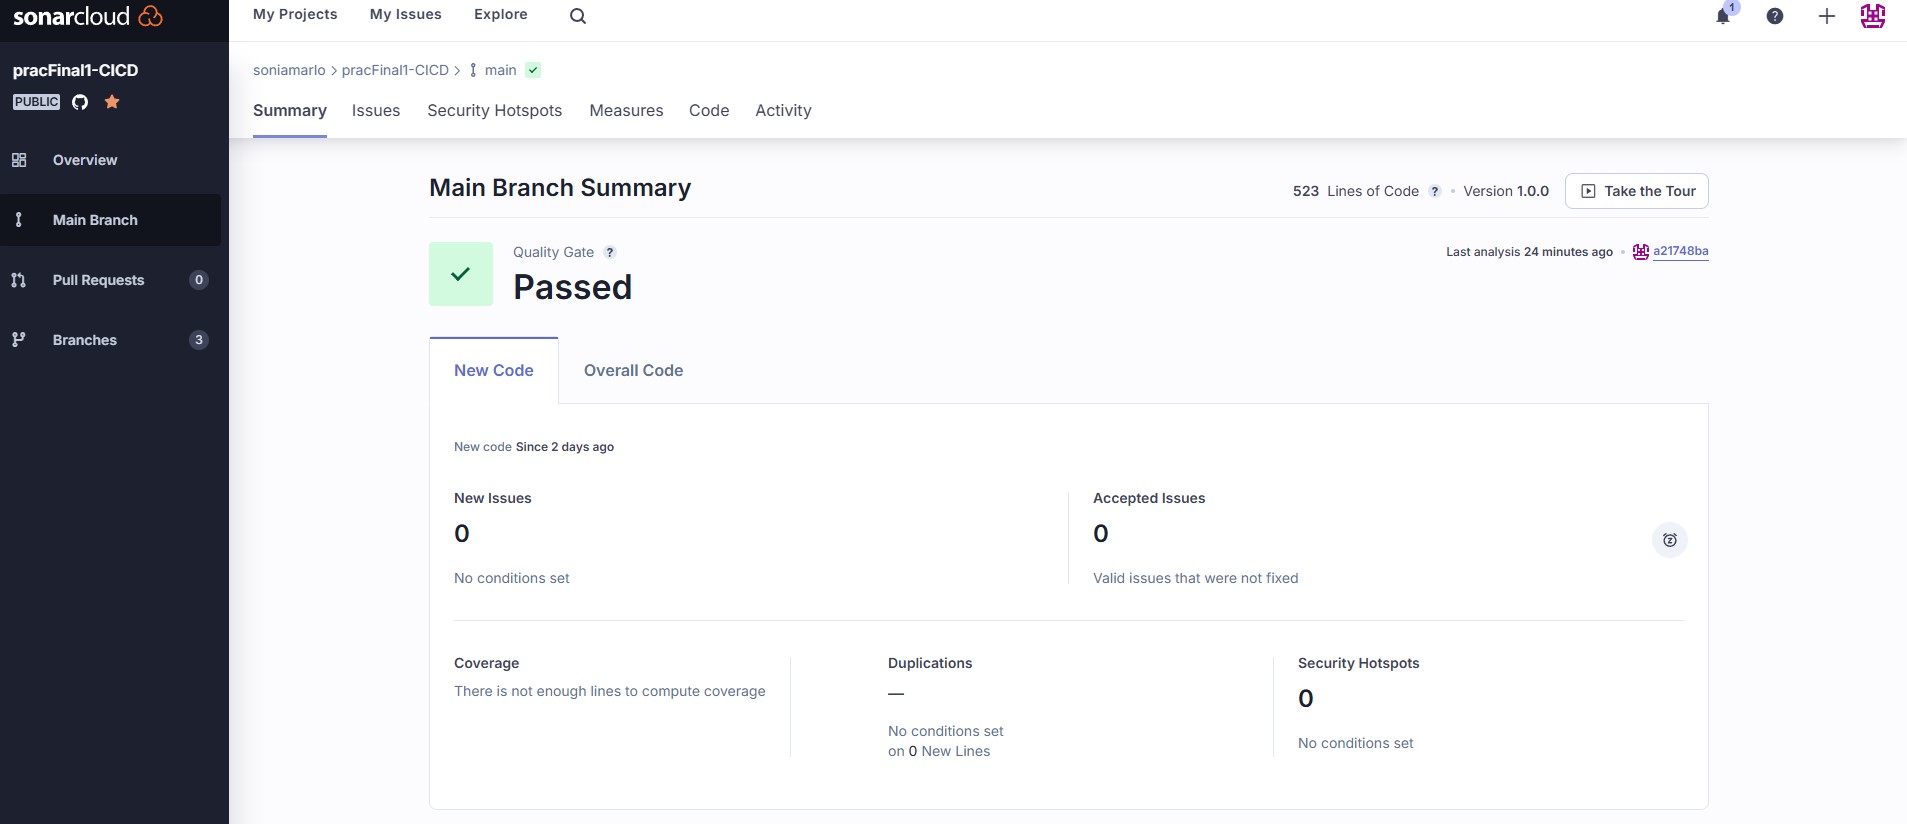 sonarcloud
My Projects My Issues Explore
1
?
pracFinal1-CICD
PUBLIC
Overview
Main Branch
Pull Requests 0
Branches 3
soniamarlo > pracFinal1-CICD > main
Summary Issues Security Hotspots Measures Code Activity
Main Branch Summary
523 Lines of Code ? • Version 1.0.0
Take the Tour
Quality Gate ?
Passed
Last analysis 24 minutes ago • a21748ba
New Code Overall Code
New code Since 2 days ago
New Issues
0
No conditions set
Accepted Issues
0
Valid issues that were not fixed
Coverage
There is not enough lines to compute coverage
Duplications
—
No conditions set
on 0 New Lines
Security Hotspots
0
No conditions set